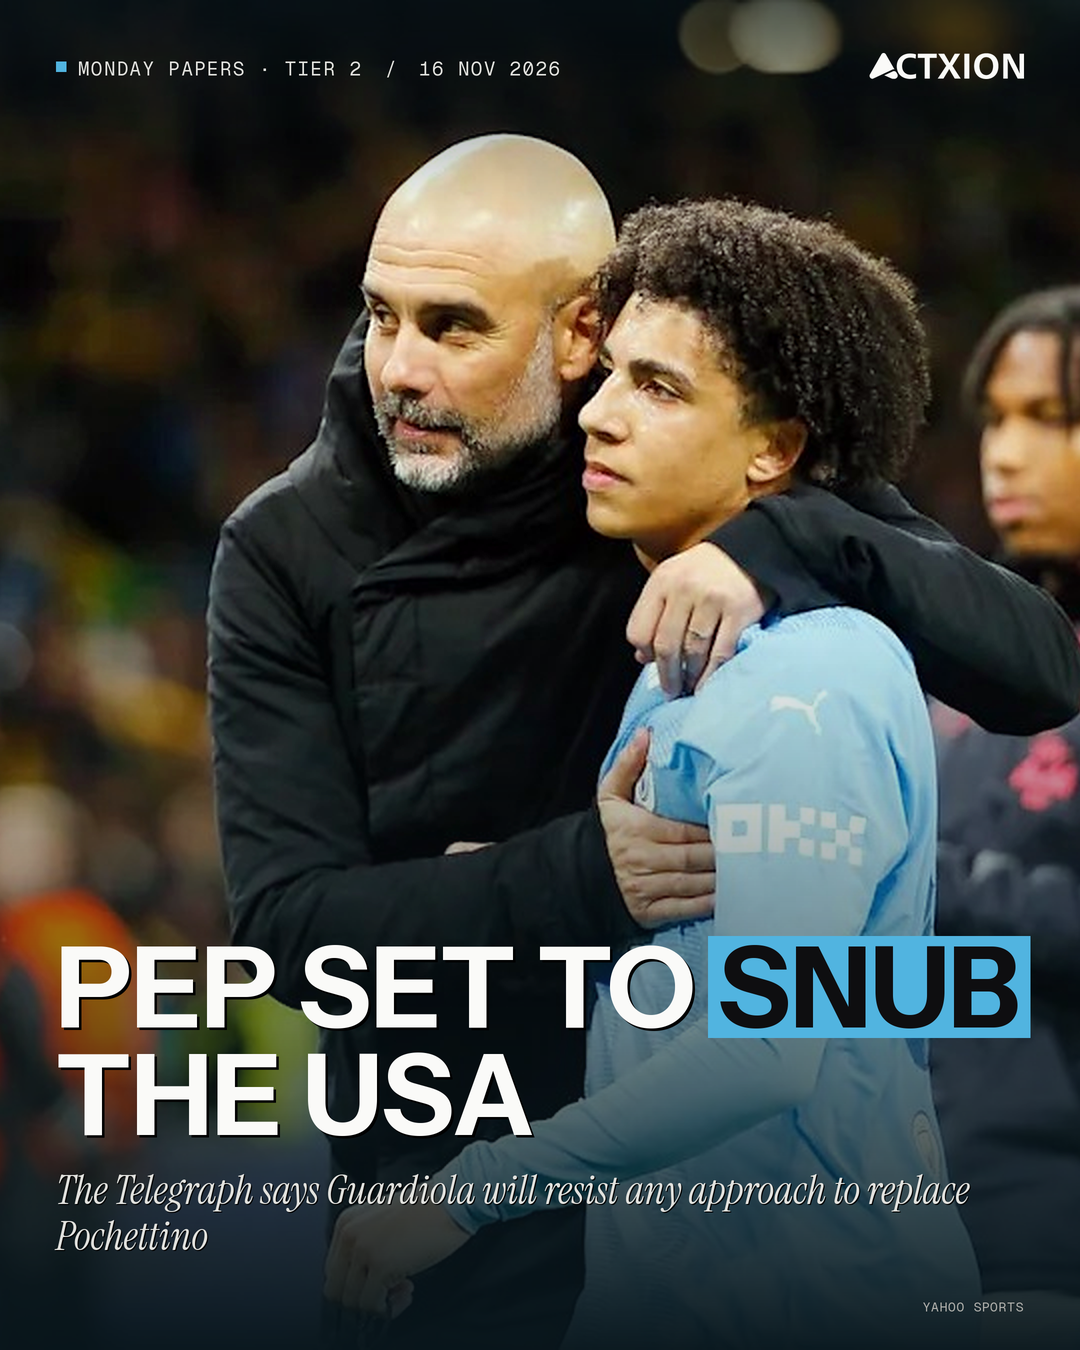 MONDAY PAPERS · TIER 2 / 16 NOV 2026
ACTXION
OKX
PEP SET TO SNUB
THE USA
The Telegraph says Guardiola will resist any approach to replace
Pochettino
YAHOO SPORTS